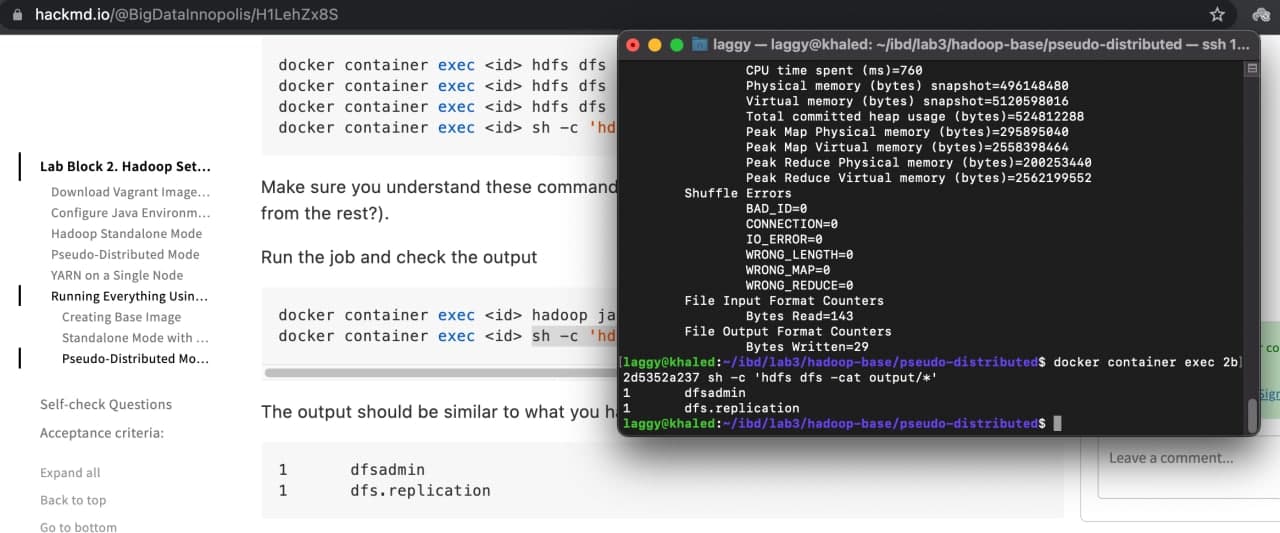 hackmd.io/@BigDataInnopolis/H1LehZx8S
docker container exec <id> hdfs dfs
docker container exec <id> hdfs dfs
docker container exec <id> hdfs dfs
docker container exec <id> sh -c 'hd
Lab Block 2. Hadoop Set...
Download Vagrant Image...
Configure Java Environm...
Hadoop Standalone Mode
Pseudo-Distributed Mode
YARN on a Single Node
Running Everything Usin...
Creating Base Image
Standalone Mode with ...
Pseudo-Distributed Mo...
Self-check Questions
Acceptance criteria:
Expand all
Back to top
Go to bottom
Make sure you understand these command
from the rest?).
Run the job and check the output
docker container exec <id> hadoop ja
docker container exec <id> sh -c 'hd
The output should be similar to what you h
1 dfsadmin
1 dfs.replication
laggy — laggy@khaled: ~/ibd/lab3/hadoop-base/pseudo-distributed — ssh 1...
CPU time spent (ms)=760
Physical memory (bytes) snapshot=496148480
Virtual memory (bytes) snapshot=5120598016
Total committed heap usage (bytes)=524812288
Peak Map Physical memory (bytes)=295895040
Peak Map Virtual memory (bytes)=2558398464
Peak Reduce Physical memory (bytes)=200253440
Peak Reduce Virtual memory (bytes)=2562199552
Shuffle Errors
BAD_ID=0
CONNECTION=0
IO_ERROR=0
WRONG_LENGTH=0
WRONG_MAP=0
WRONG_REDUCE=0
File Input Format Counters
Bytes Read=143
File Output Format Counters
Bytes Written=29
[laggy@khaled:~/ibd/lab3/hadoop-base/pseudo-distributed$ docker container exec 2b]
2d5352a237 sh -c 'hdfs dfs -cat output/*'
1 dfsadmin
1 dfs.replication
laggy@khaled:~/ibd/lab3/hadoop-base/pseudo-distributed$
co
Sign
Leave a comment...